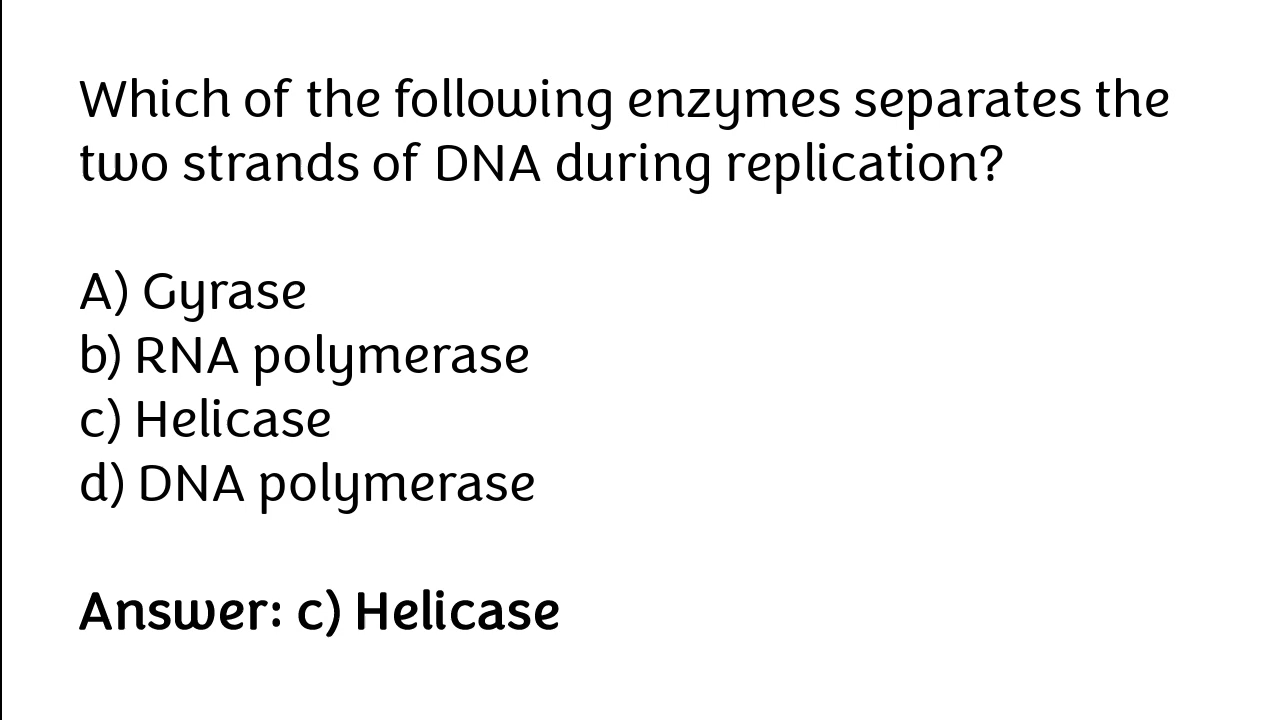 Which of the following enzymes separates the
two strands of DNA during replication?
A) Gyrase
b) RNA polymerase
c) Helicase
d) DNA polymerase
Answer: c) Helicase